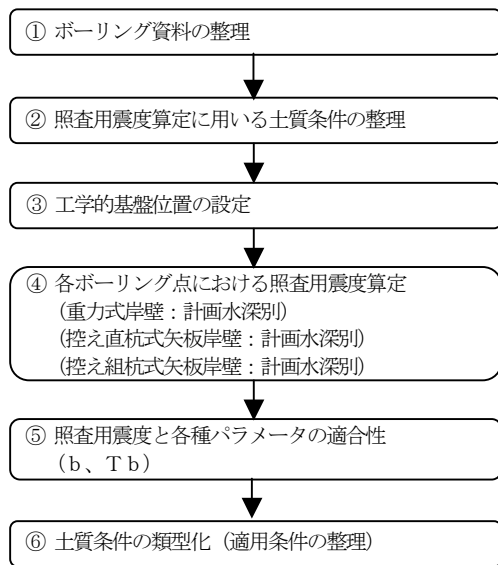 ① ボーリング資料の整理
② 照査用震度算定に用いる土質条件の整理
③ 工学的基盤位置の設定
④ 各ボーリング点における照査用震度算定
(重力式岸壁：計画水深別)
(控え直杭式矢板岸壁：計画水深別)
(控え組杭式矢板岸壁：計画水深別)
⑤ 照査用震度と各種パラメータの適合性
（ｂ、Ｔｂ）
⑥ 土質条件の類型化（適用条件の整理）